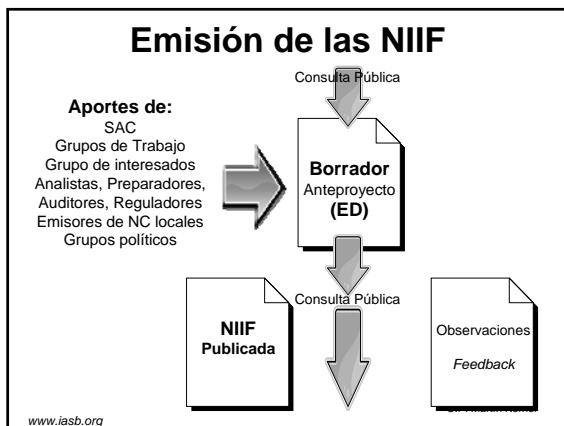 Emisión de las NIIF
Consulta Pública
Aportes de:
SAC
Grupos de Trabajo
Grupo de interesados
Analistas, Preparadores,
Auditores, Reguladores
Emisores de NC locales
Grupos políticos
Borrador
Anteproyecto
(ED)
Consulta Pública
NIIF
Publicada
Observaciones
Feedback
www.iasb.org